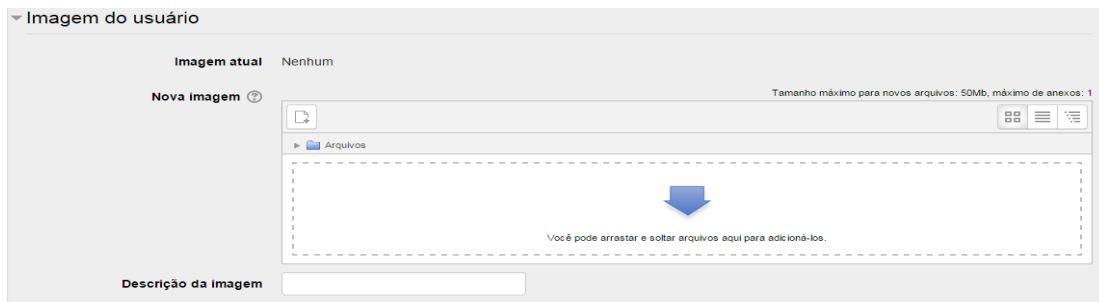 Imagem do usuário
Imagem atual Nenhum
Nova imagem
Tamanho máximo para novos arquivos: 50Mb, máximo de anexos: 1
Arquivos
Você pode arrastar e soltar arquivos aqui para adicioná-los.
Descrição da imagem